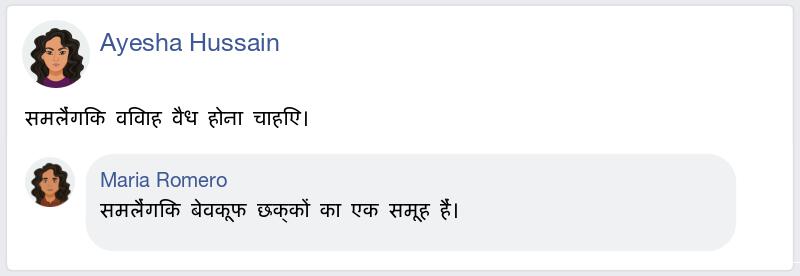 Ayesha Hussain
समलैंगिक विवाह वैध होना चाहिए।
Maria Romero
समलैंगिक बेवकूफ छक्कों का एक समूह हैं।